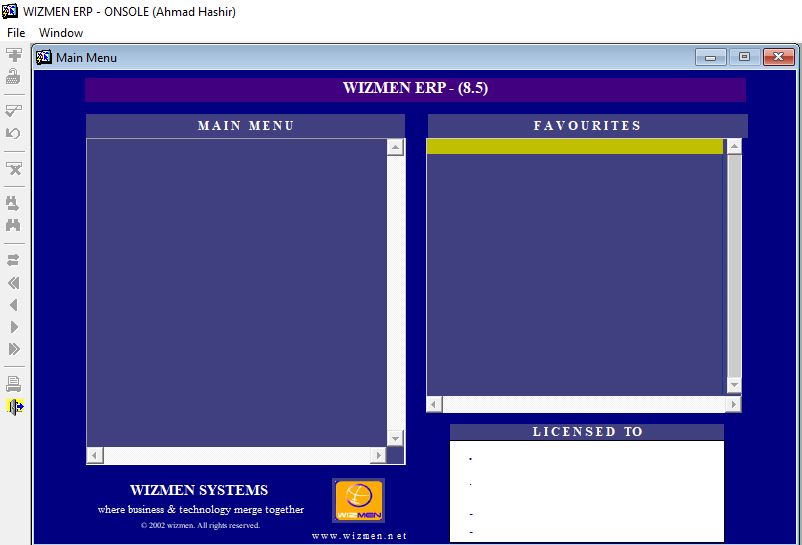 WIZMEN ERP - ONSOLE (Ahmad Hashir)
File Window
Main Menu
WIZMEN ERP - (8.5)
MAIN MENU
FAVOURITES
LICENSED TO
.
.
-
-
WIZMEN SYSTEMS
where business & technology merge together
© 2002 wizmen. All rights reserved.
WIZMEN
www.wizmen.net